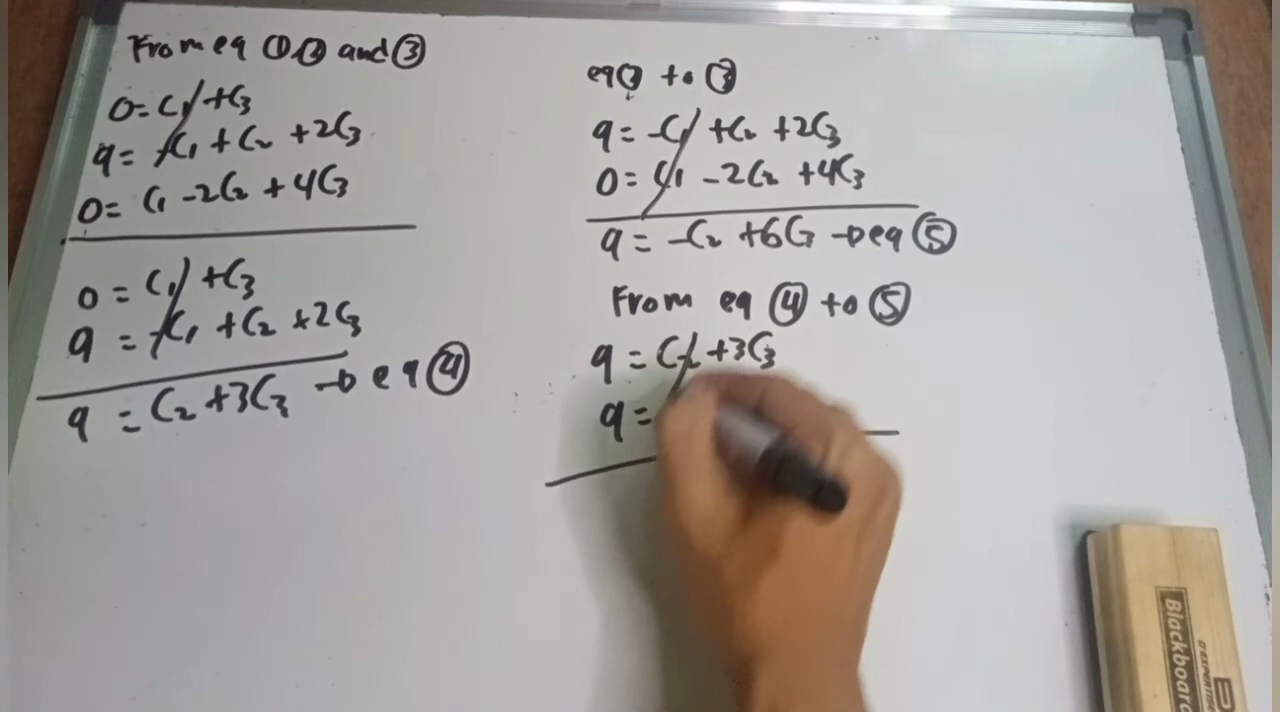 From eq ① ② and ③
0 = C₁ + C₃
9 = -C₁ + C₂ + 2C₃
0 = C₁ - 2C₂ + 4C₃
0 = C₁ + C₃
9 = -C₁ + C₂ + 2C₃
9 = C₂ + 3C₃ → eq ④
eq ② to ③
9 = -C₁ + C₂ + 2C₃
0 = C₁ - 2C₂ + 4C₃
9 = -C₂ + 6C₃ → eq ⑤
From eq ④ to ⑤
9 = C₂ + 3C₃
9 =
Blackboard